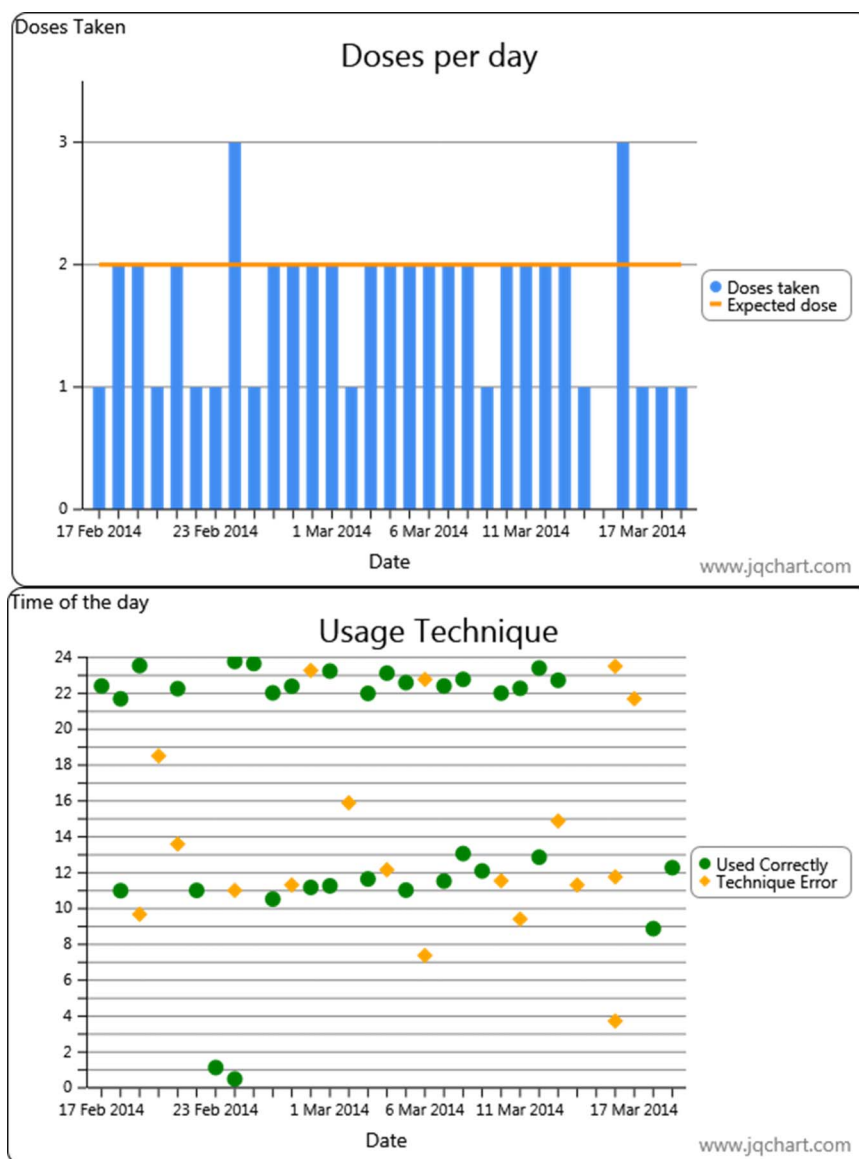 Doses Taken
Doses per day
3
2
1
0
Doses taken
Expected dose
17 Feb 2014 23 Feb 2014 1 Mar 2014 6 Mar 2014 11 Mar 2014 17 Mar 2014
Date
www.jqchart.com
Time of the day
Usage Technique
24
22
20
18
16
14
12
10
8
6
4
2
0
Used Correctly
Technique Error
17 Feb 2014 23 Feb 2014 1 Mar 2014 6 Mar 2014 11 Mar 2014 17 Mar 2014
Date
www.jqchart.com